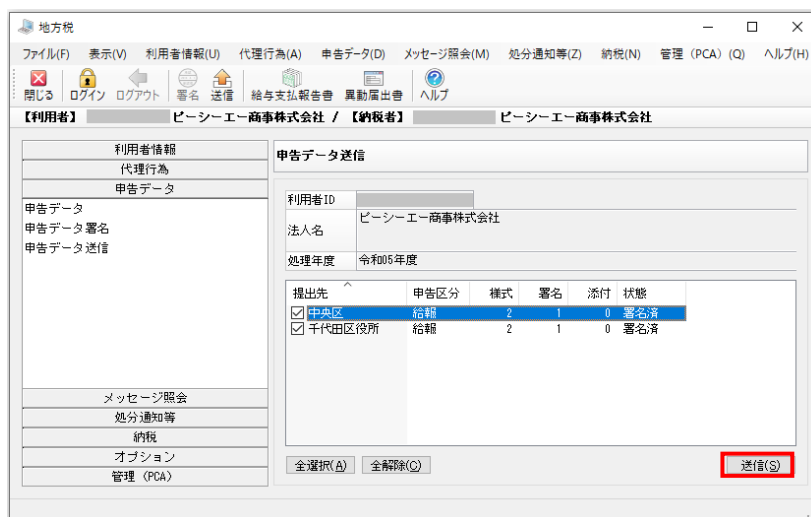 地方税
ファイル(F) 表示(V) 利用者情報(U) 代理行為(A) 申告データ(D) メッセージ照会(M) 処分通知等(Z) 納税(N) 管理（PCA）(Q) ヘルプ(H)
閉じる ログイン ログアウト 署名 送信 給与支払報告書 異動届出書 ヘルプ
【利用者】 ピーシーエー商事株式会社 / 【納税者】 ピーシーエー商事株式会社
利用者情報
代理行為
申告データ
申告データ
申告データ署名
申告データ送信
メッセージ照会
処分通知等
納税
オプション
管理（PCA）
申告データ送信
利用者ID
法人名 ピーシーエー商事株式会社
処理年度 令和05年度
提出先 申告区分 様式 署名 添付 状態
中央区 給報 2 1 0 署名済
千代田区役所 給報 2 1 0 署名済
全選択(A) 全解除(C) 送信(S)